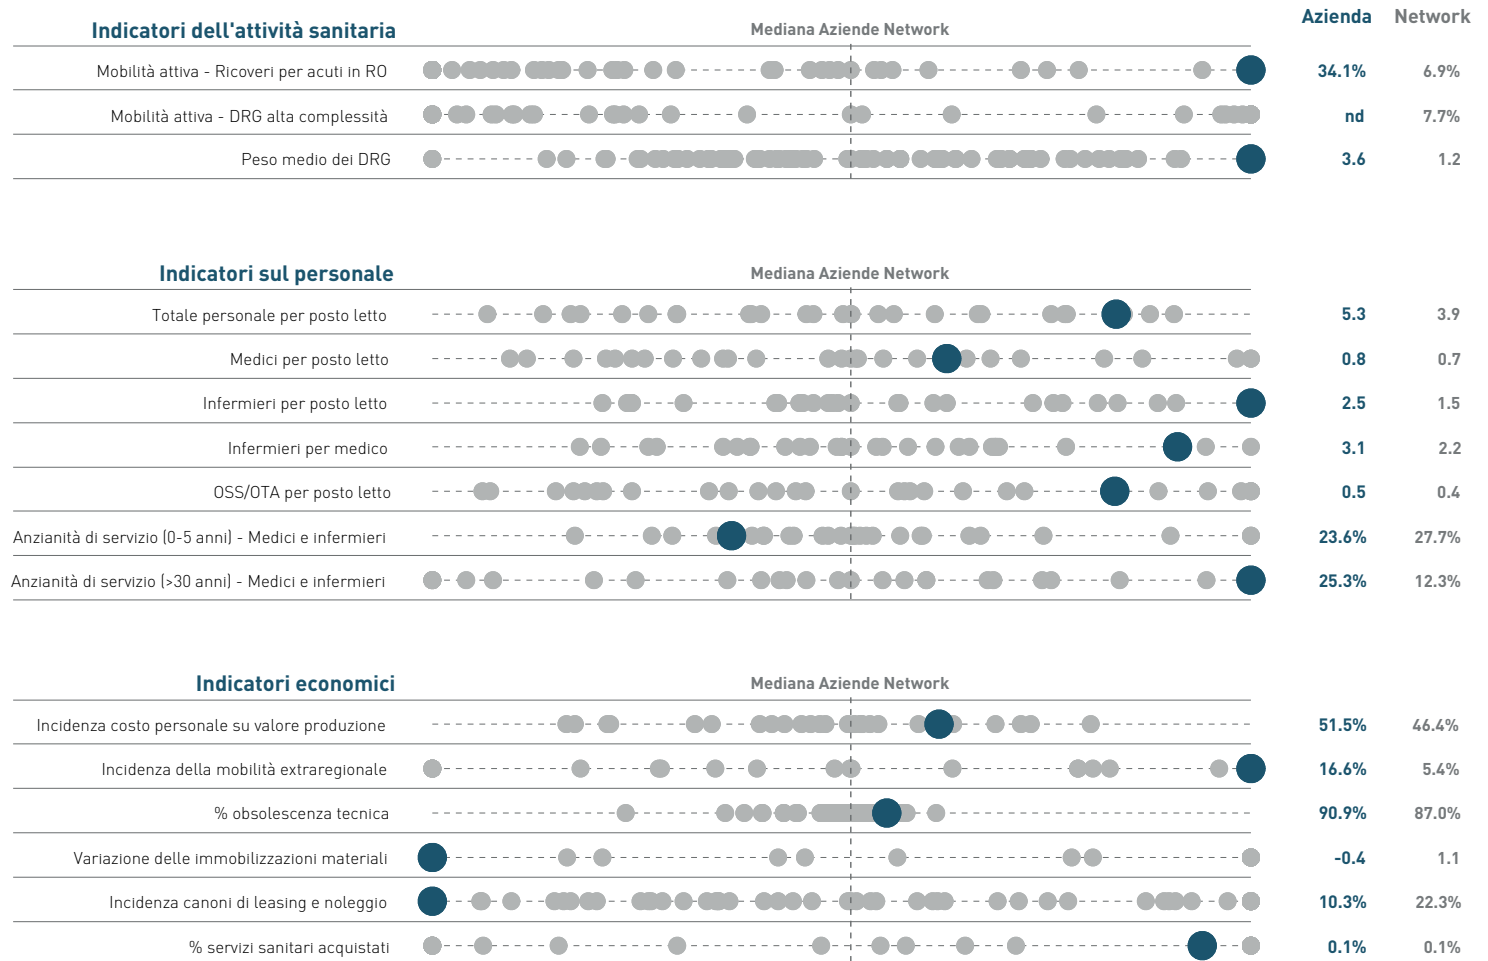 Azienda Network
Indicatori dell'attività sanitaria Mediana Aziende Network
Mobilità attiva - Ricoveri per acuti in RO 34.1% 6.9%
Mobilità attiva - DRG alta complessità nd 7.7%
Peso medio dei DRG 3.6 1.2
Indicatori sul personale Mediana Aziende Network
Totale personale per posto letto 5.3 3.9
Medici per posto letto 0.8 0.7
Infermieri per posto letto 2.5 1.5
Infermieri per medico 3.1 2.2
OSS/OTA per posto letto 0.5 0.4
Anzianità di servizio (0-5 anni) - Medici e infermieri 23.6% 27.7%
Anzianità di servizio (>30 anni) - Medici e infermieri 25.3% 12.3%
Indicatori economici Mediana Aziende Network
Incidenza costo personale su valore produzione 51.5% 46.4%
Incidenza della mobilità extraregionale 16.6% 5.4%
% obsolescenza tecnica 90.9% 87.0%
Variazione delle immobilizzazioni materiali -0.4 1.1
Incidenza canoni di leasing e noleggio 10.3% 22.3%
% servizi sanitari acquistati 0.1% 0.1%